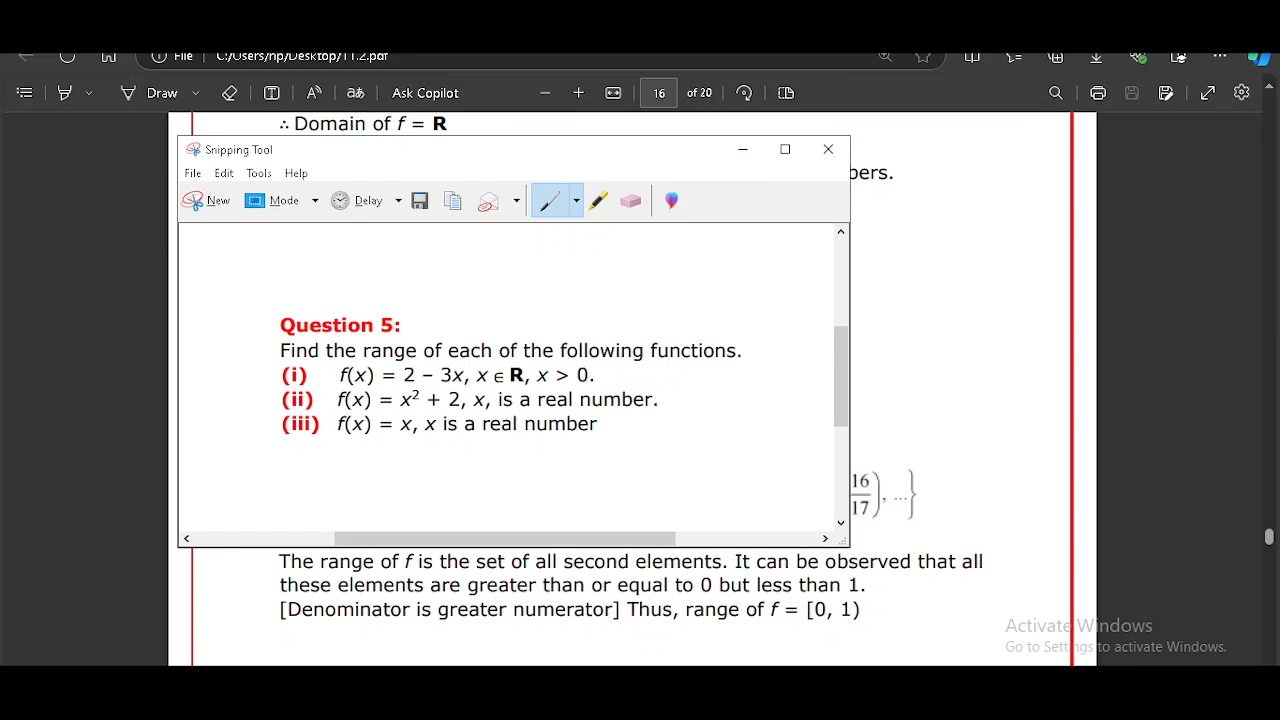 File C:/Users/np/Desktop/11.2.pdf
Draw Ask Copilot 16 of 20
∴ Domain of f = R
Snipping Tool
bers.
File Edit Tools Help
New Mode Delay
Question 5:
Find the range of each of the following functions.
(i) f(x) = 2 − 3x, x ∈ R, x > 0.
(ii) f(x) = x² + 2, x, is a real number.
(iii) f(x) = x, x is a real number
16
17 ), ...}
The range of f is the set of all second elements. It can be observed that all
these elements are greater than or equal to 0 but less than 1.
[Denominator is greater numerator] Thus, range of f = [0, 1)
Activate Windows
Go to Settings to activate Windows.